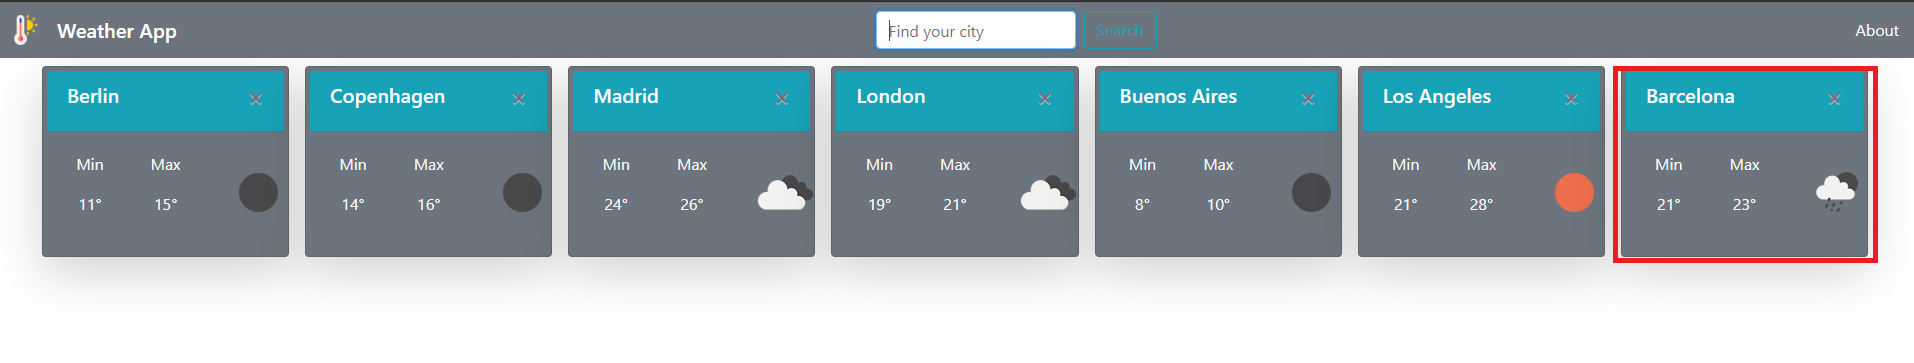 Weather App
Find your city
Search
About
Berlin ×
Min Max
11° 15°
Copenhagen ×
Min Max
14° 16°
Madrid ×
Min Max
24° 26°
London ×
Min Max
19° 21°
Buenos Aires ×
Min Max
8° 10°
Los Angeles ×
Min Max
21° 28°
Barcelona ×
Min Max
21° 23°